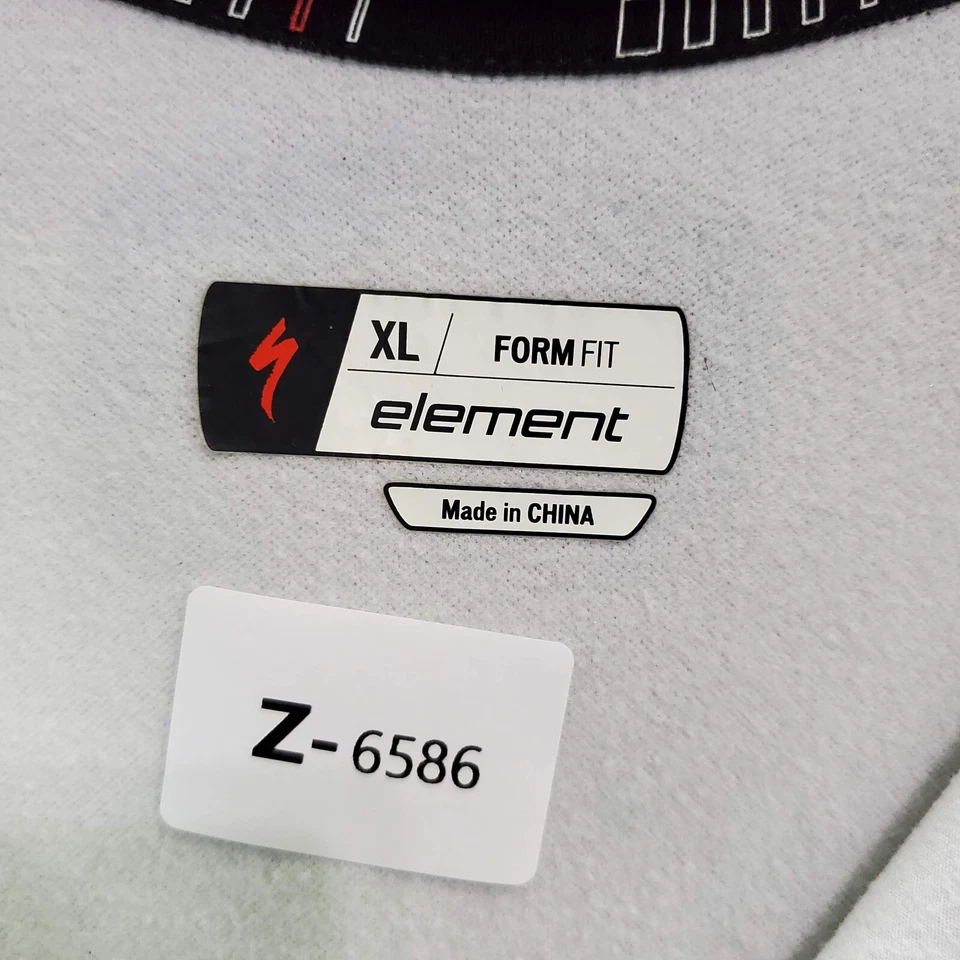 XL FORM FIT
element
Made in CHINA
Z-6586